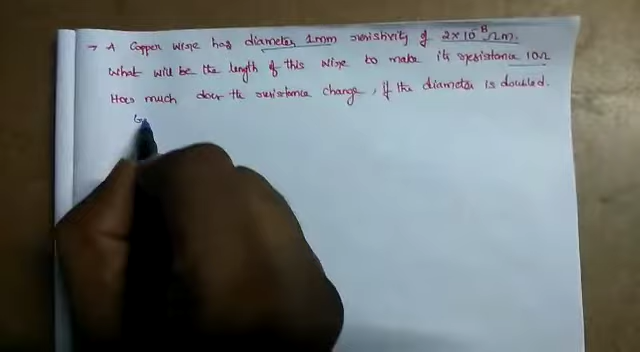 → A Copper wire has diameter 1mm resistivity of 2×10⁻⁸ Ωm.
What will be the length of this wire to make its resistance 10Ω
How much does the resistance change, if the diameter is doubled.